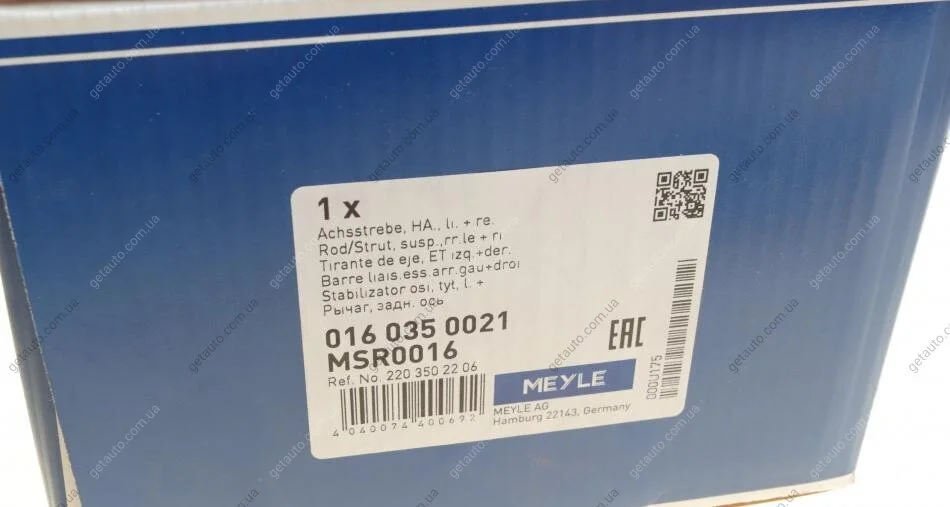 1 x
Achsstrebe, HA., li. + re.
Rod/Strut, susp.,rr.le + ri
Tirante de eje, ET izq.+der.
Barre liais.ess.arr.gau+droi
Stabilizator osi, tył, l. +
Рычаг, задн. ось
016 035 0021
MSR0016
Ref. No. 220 350 22 06
4 040074 400692
EAC
MEYLE
MEYLE AG
Hamburg 22143, Germany
000U175
getauto.com.ua